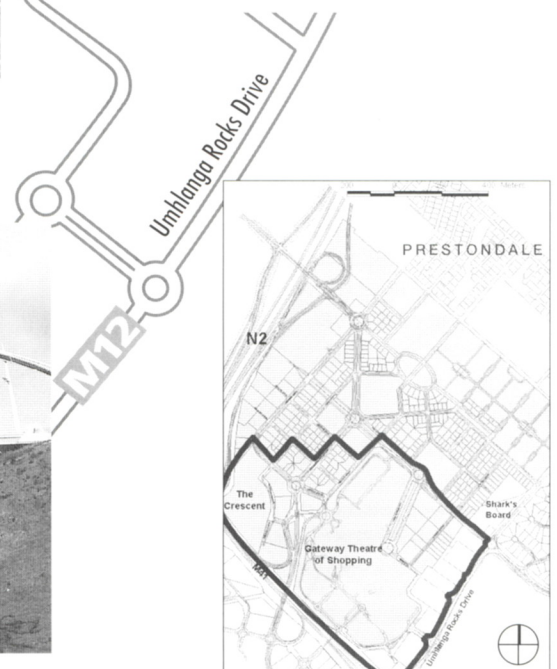 Umhlanga Rocks Drive
M12
PRESTONDALE
N2
The
Crescent
Shark's
Board
Gateway Theatre
of Shopping
M41
Umhlanga Rocks Drive